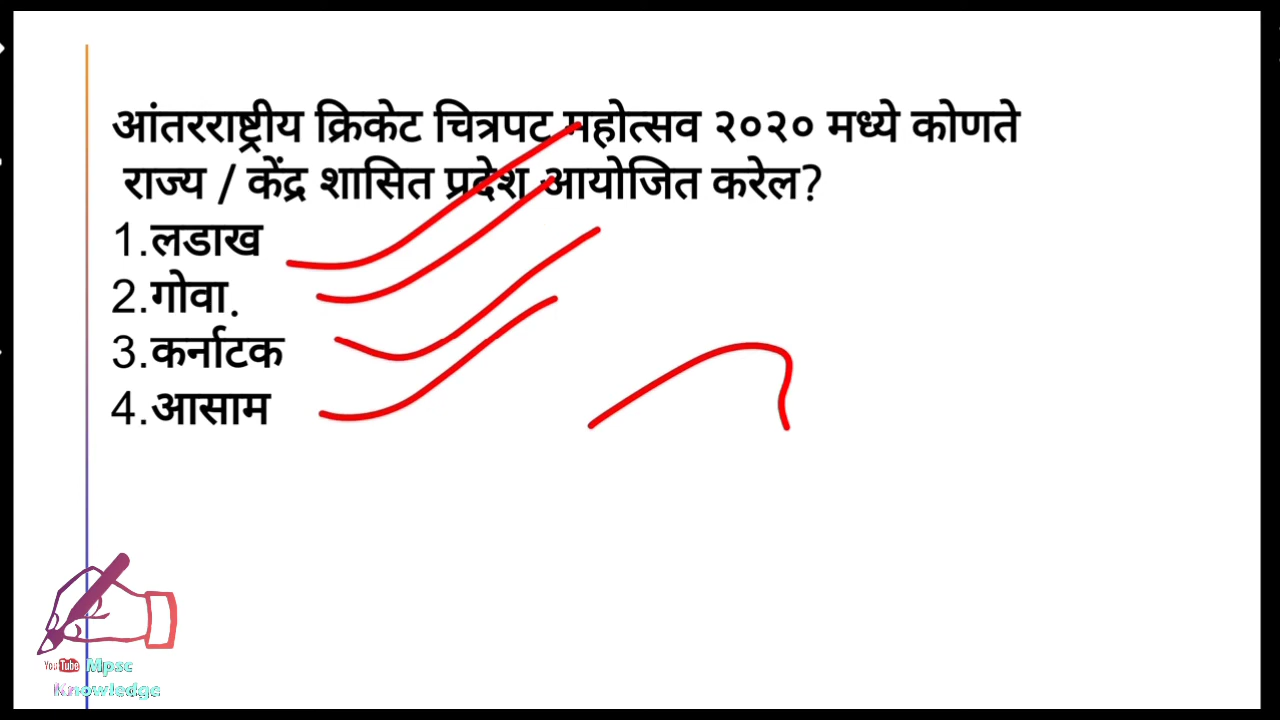 आंतरराष्ट्रीय क्रिकेट चित्रपट महोत्सव २०२० मध्ये कोणते
राज्य / केंद्र शासित प्रदेश आयोजित करेल?
1.लडाख
2.गोवा.
3.कर्नाटक
4.आसाम
YouTube Mpsc
Knowledge